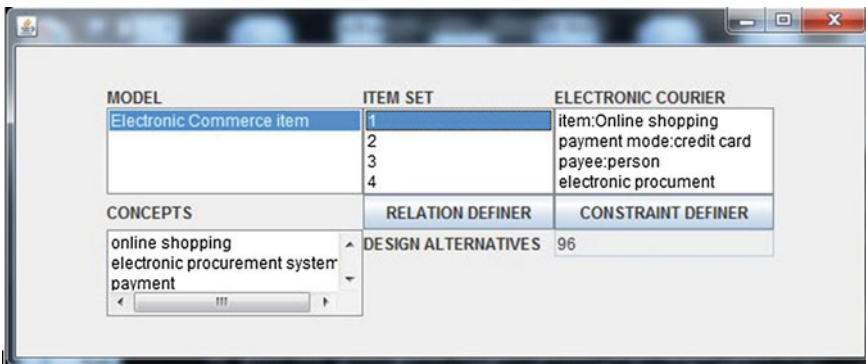 MODEL ITEM SET ELECTRONIC COURIER
Electronic Commerce item 1 item:Online shopping
2 payment mode:credit card
3 payee:person
4 electronic procument
CONCEPTS RELATION DEFINER CONSTRAINT DEFINER
online shopping DESIGN ALTERNATIVES 96
electronic procurement system
payment